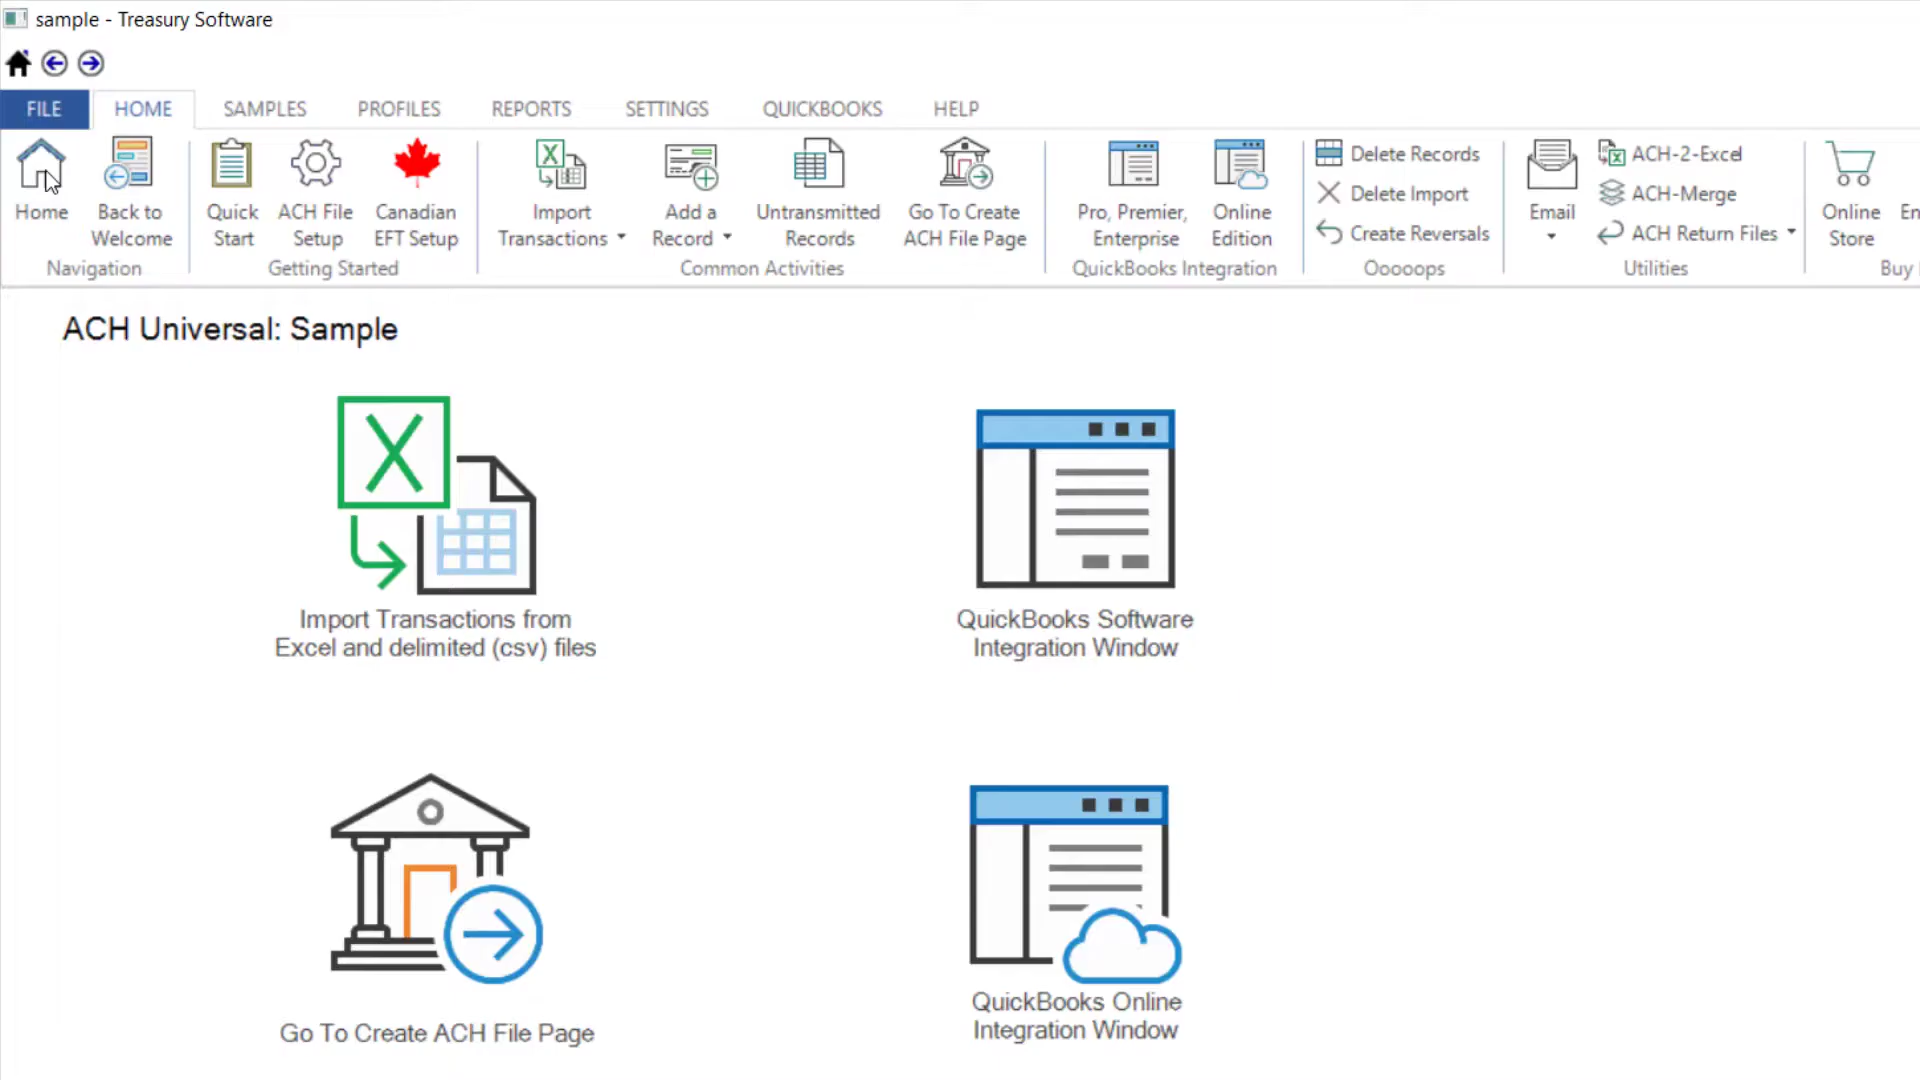 sample - Treasury Software
FILE HOME SAMPLES PROFILES REPORTS SETTINGS QUICKBOOKS HELP
Home
Back to
Welcome
Navigation
Quick
Start
ACH File
Setup
Canadian
EFT Setup
Getting Started
Import
Transactions
Add a
Record
Untransmitted
Records
Go To Create
ACH File Page
Common Activities
Pro, Premier,
Enterprise
Online
Edition
QuickBooks Integration
Delete Records
Delete Import
Create Reversals
Ooooops
Email
ACH-2-Excel
ACH-Merge
ACH Return Files
Utilities
Online
Store
En
Buy
ACH Universal: Sample
Import Transactions from
Excel and delimited (csv) files
QuickBooks Software
Integration Window
Go To Create ACH File Page
QuickBooks Online
Integration Window